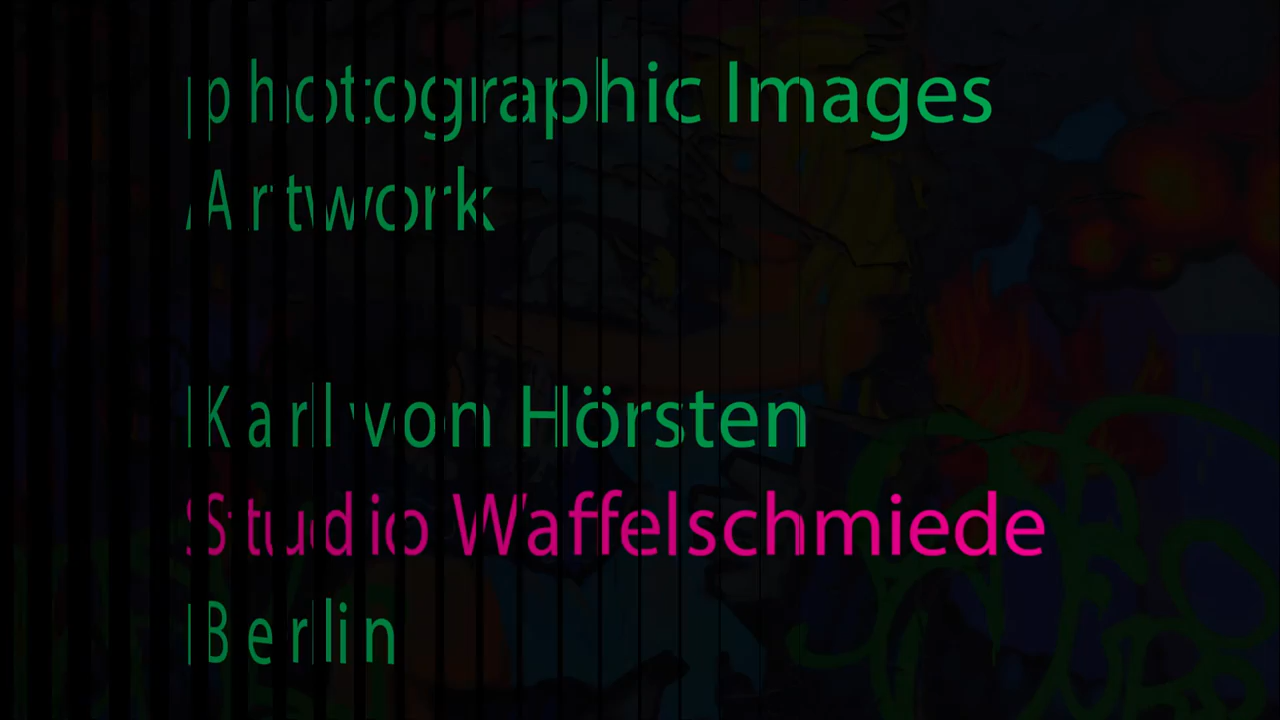 photographic Images
Artwork
Karl von Hörsten
Studio Waffelschmiede
Berlin